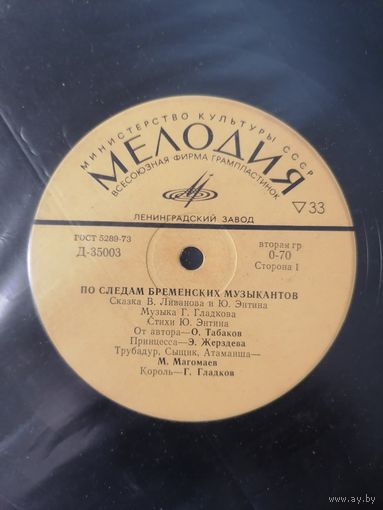 МИНИСТЕРСТВО КУЛЬТУРЫ СССР
МЕЛОДИЯ
ВСЕСОЮЗНАЯ ФИРМА ГРАМПЛАСТИНОК
ЛЕНИНГРАДСКИЙ ЗАВОД
▽33
ГОСТ 5289-73
Д-35003
вторая гр
0-70
Сторона 1
ПО СЛЕДАМ БРЕМЕНСКИХ МУЗЫКАНТОВ
Сказка В. Ливанова и Ю. Энтина
Музыка Г. Гладкова
Стихи Ю. Энтина
От автора—О. Табаков
Принцесса—Э. Жерздева
Трубадур, Сыщик, Атаманша—
М. Магомаев
Король—Г. Гладков
ay.by